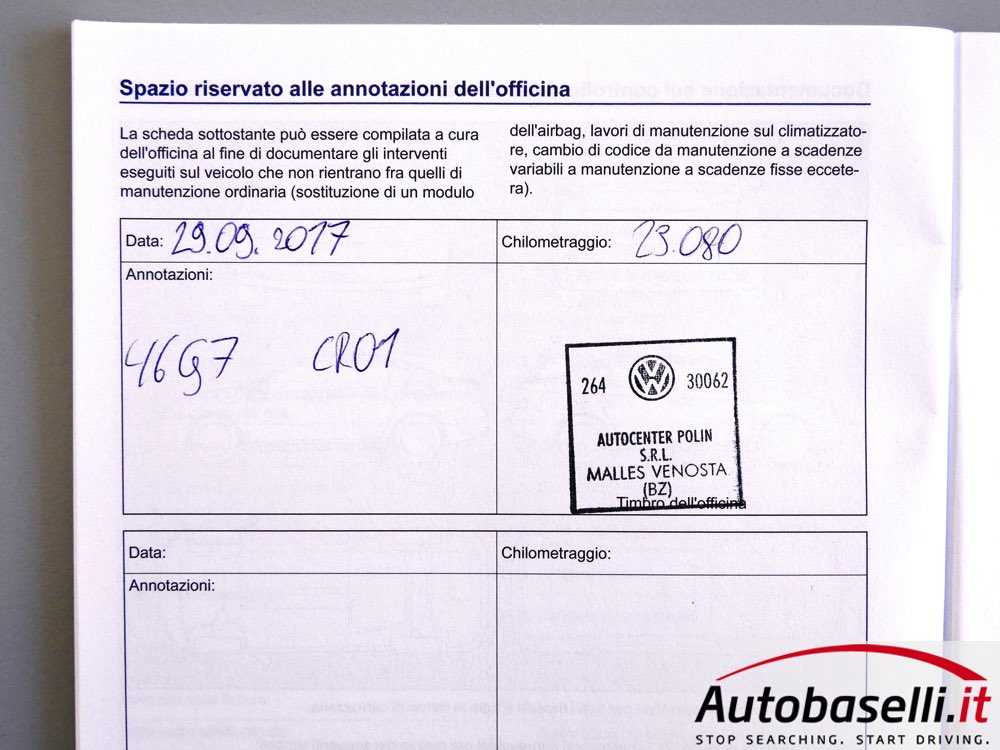 Spazio riservato alle annotazioni dell'officina
La scheda sottostante può essere compilata a cura
dell'officina al fine di documentare gli interventi
eseguiti sul veicolo che non rientrano fra quelli di
manutenzione ordinaria (sostituzione di un modulo
dell'airbag, lavori di manutenzione sul climatizzato-
re, cambio di codice da manutenzione a scadenze
variabili a manutenzione a scadenze fisse eccete-
ra).
Data: 29.09.2017
Chilometraggio: 23.080
Annotazioni:
46G7 CR01
264 VW 30062
AUTOCENTER POLIN
S.R.L.
MALLES VENOSTA
(BZ)
Timbro dell'officina
Data:
Chilometraggio:
Annotazioni:
Autobaselli.it
STOP SEARCHING. START DRIVING.